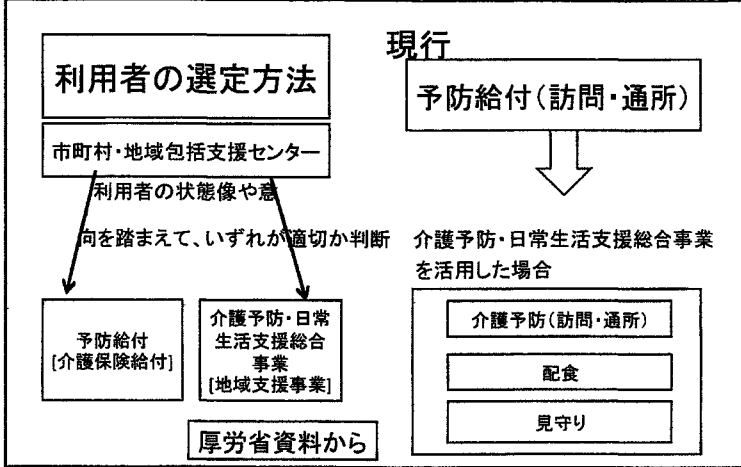 利用者の選定方法
市町村・地域包括支援センター
利用者の状態像や意
向を踏まえて、いずれが適切か判断
予防給付
[介護保険給付]
介護予防・日常
生活支援総合
事業
[地域支援事業]
厚労省資料から
現行
予防給付(訪問・通所)
介護予防・日常生活支援総合事業
を活用した場合
介護予防(訪問・通所)
配食
見守り